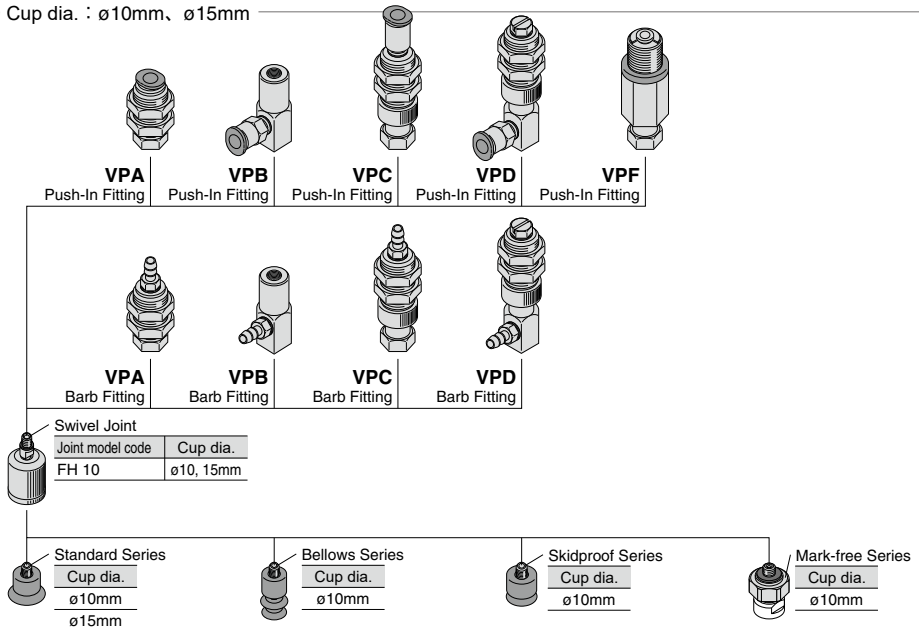 Cup dia.：ø10mm、ø15mm
VPA
Push-In Fitting
VPB
Push-In Fitting
VPC
Push-In Fitting
VPD
Push-In Fitting
VPF
Push-In Fitting
VPA
Barb Fitting
VPB
Barb Fitting
VPC
Barb Fitting
VPD
Barb Fitting
Swivel Joint
Joint model code Cup dia.
FH 10 ø10, 15mm
Standard Series
Cup dia.
ø10mm
ø15mm
Bellows Series
Cup dia.
ø10mm
Skidproof Series
Cup dia.
ø10mm
Mark-free Series
Cup dia.
ø10mm